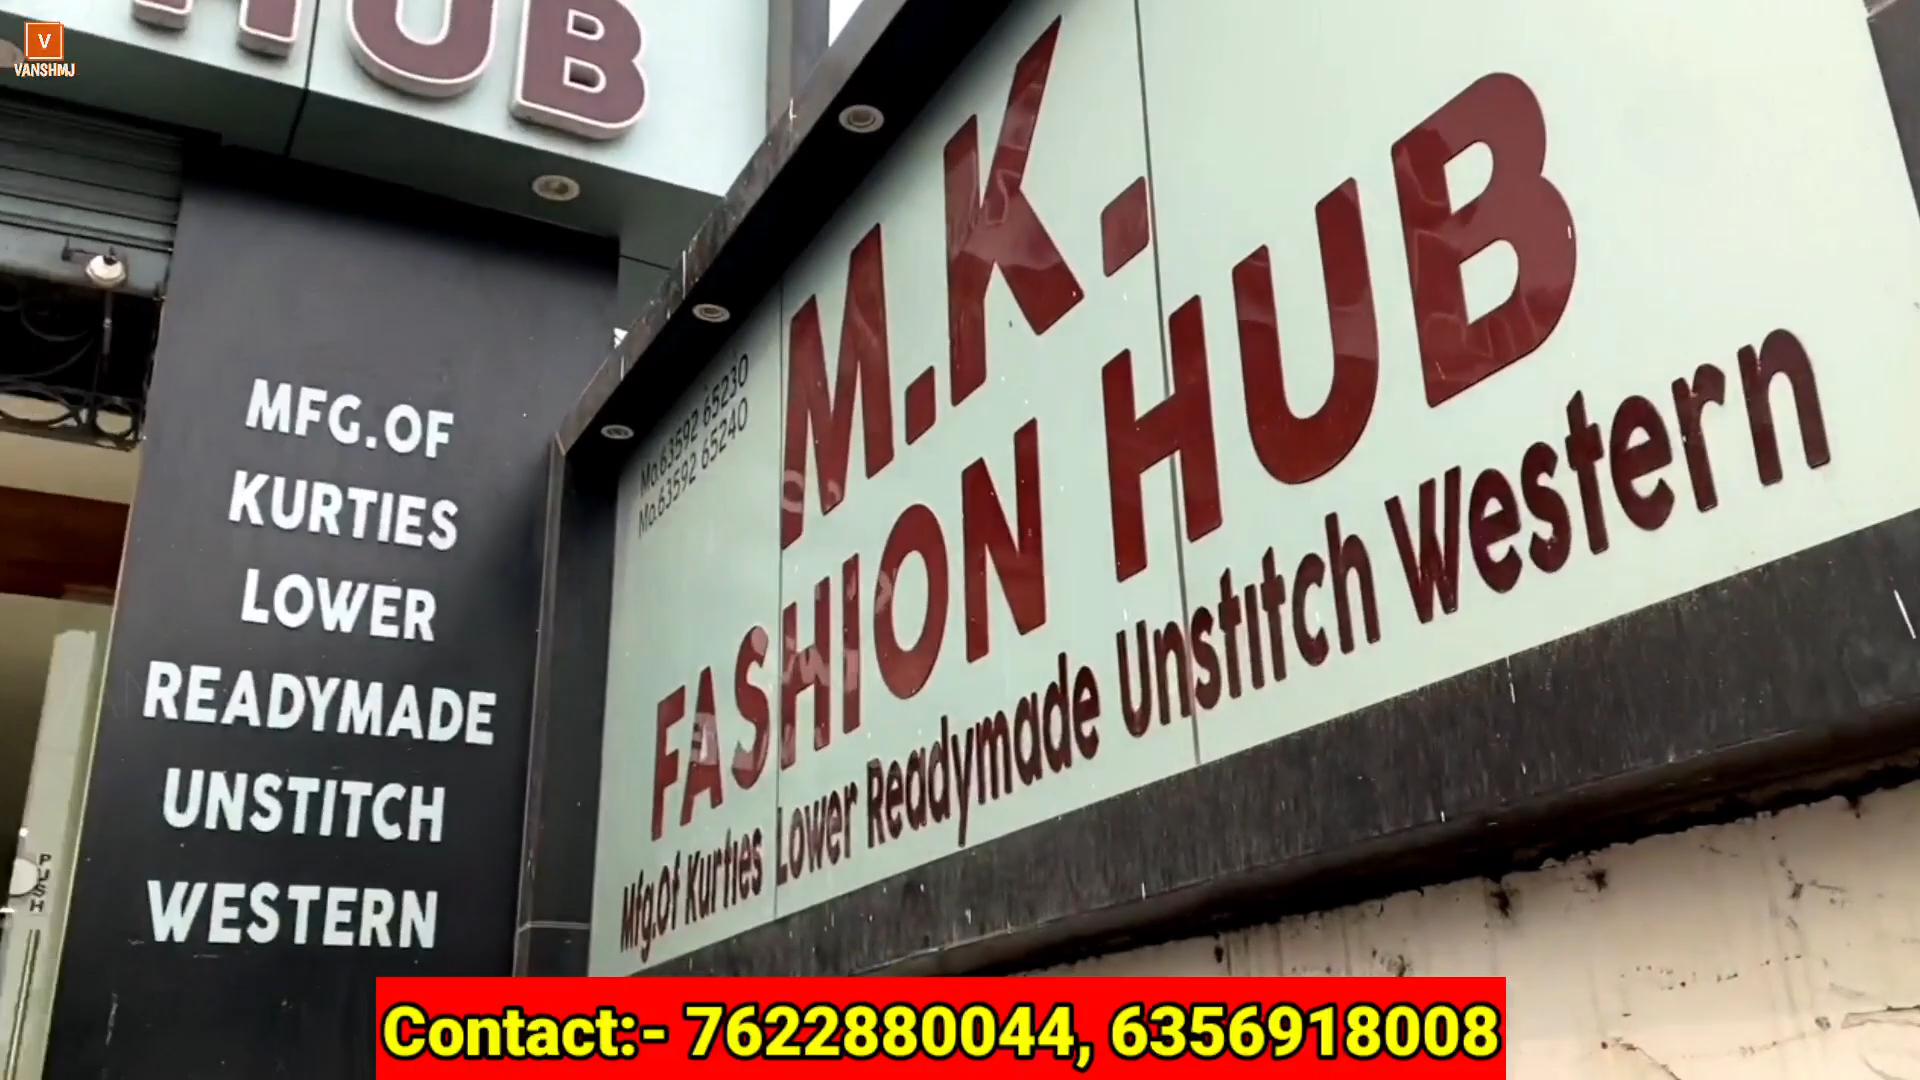 HUB
V
VANSHMJ
MFG.OF
KURTIES
LOWER
READYMADE
UNSTITCH
WESTERN
PUSH
Mo.63592 65230
Mo.63592 65240
M.K.
FASHION HUB
Mfg.Of Kurties Lower Readymade Unstitch Western
Contact:- 7622880044, 6356918008